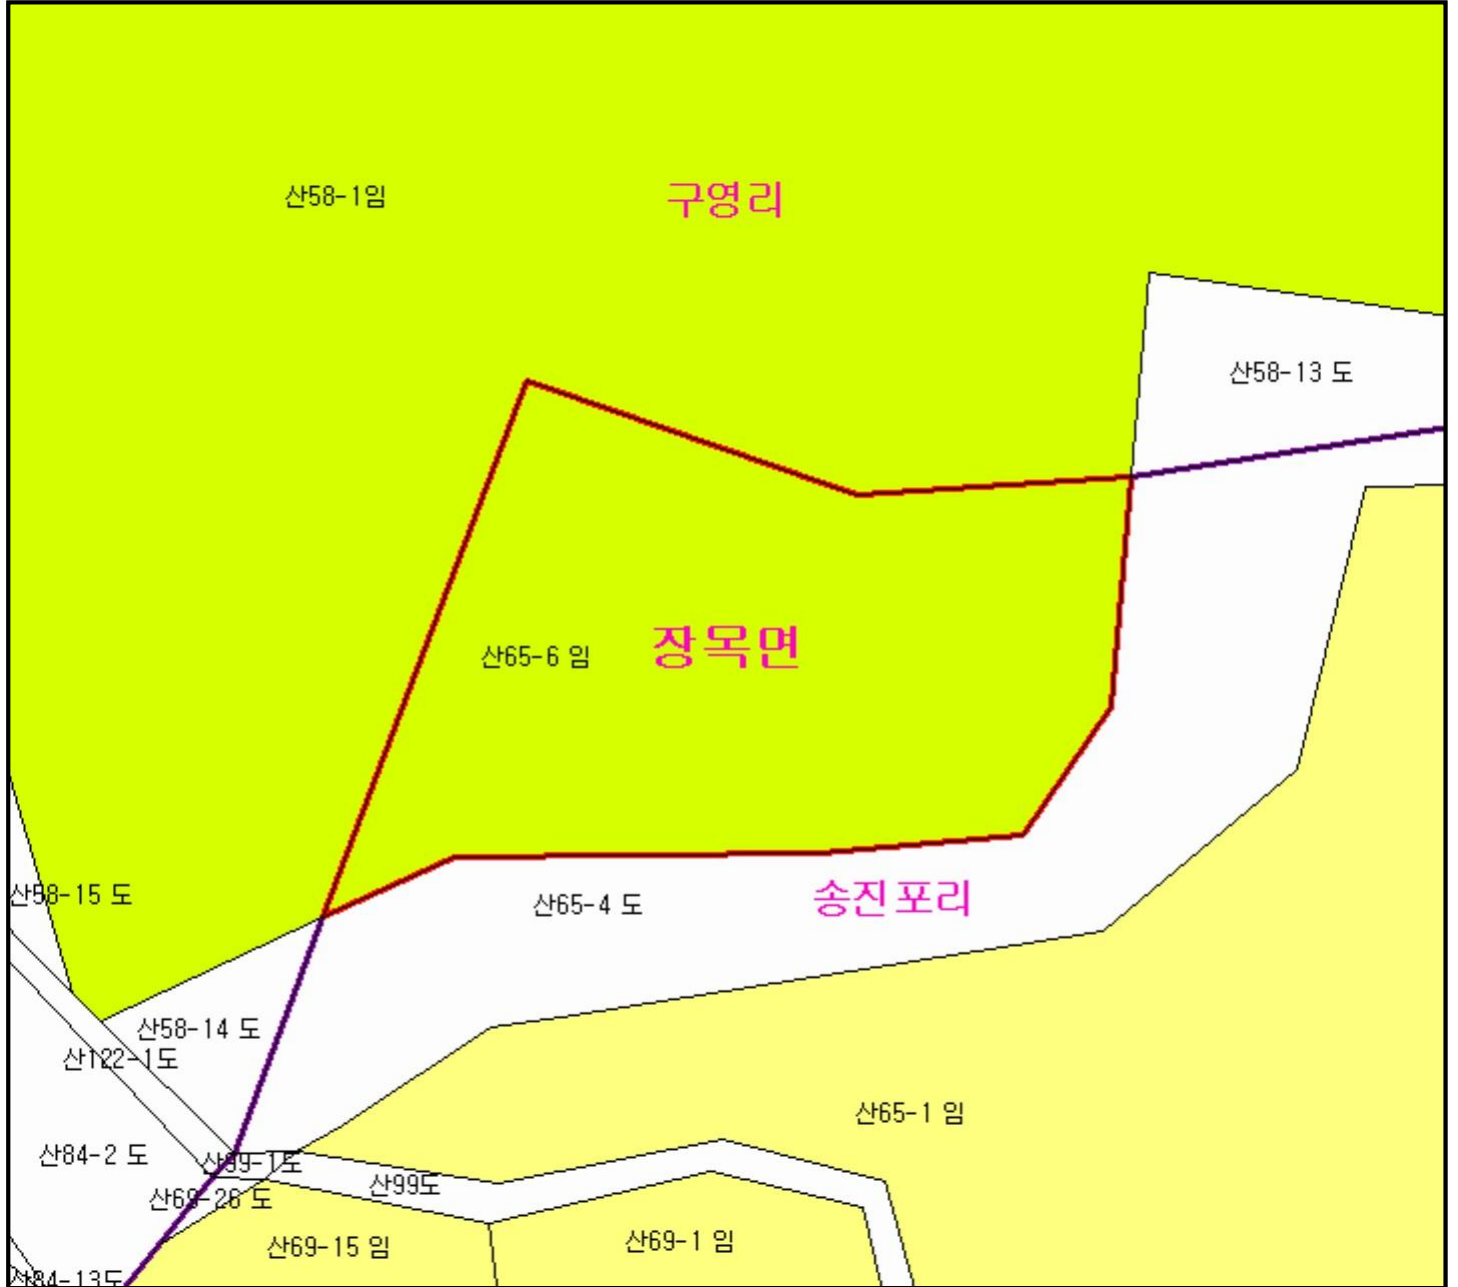 산58-1임
구영리
산58-13 도
산65-6 임
장목면
산58-15 도
산65-4 도
송진포리
산58-14 도
산122-1도
산65-1 임
산84-2 도
산99-1도
산99도
산69-26 도
산69-15 임
산69-1 임
산84-13도